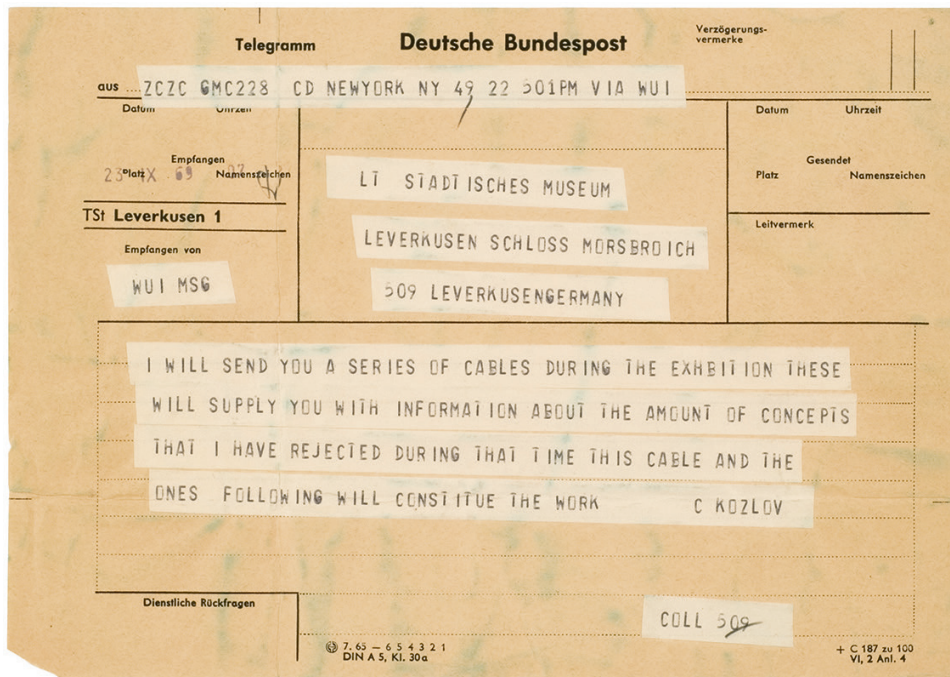 Telegramm Deutsche Bundespost Verzögerungs-
vermerke
aus ZCZC GMC228 CD NEWYORK NY 49 22 501PM VIA WUI
Datum Uhrzeit
Datum Uhrzeit
Empfangen
Platz Namenszeichen
23 IX 69
Gesendet
Platz Namenszeichen
LT STADTISCHES MUSEUM
TSt Leverkusen 1
Leitvermerk
Empfangen von
LEVERKUSEN SCHLOSS MORSBROICH
WUI MSG
509 LEVERKUSENGERMANY
I WILL SEND YOU A SERIES OF CABLES DURING THE EXHBITION THESE
WILL SUPPLY YOU WITH INFORMATION ABOUT THE AMOUNT OF CONCEPTS
THAT I HAVE REJECTED DURING THAT TIME THIS CABLE AND THE
ONES FOLLOWING WILL CONSTITUE THE WORK C KOZLOV
Dienstliche Rückfragen
COLL 509
7. 65 – 6 5 4 3 2 1
DIN A 5, Kl. 30a
+ C 187 zu 100
VI, 2 Anl. 4